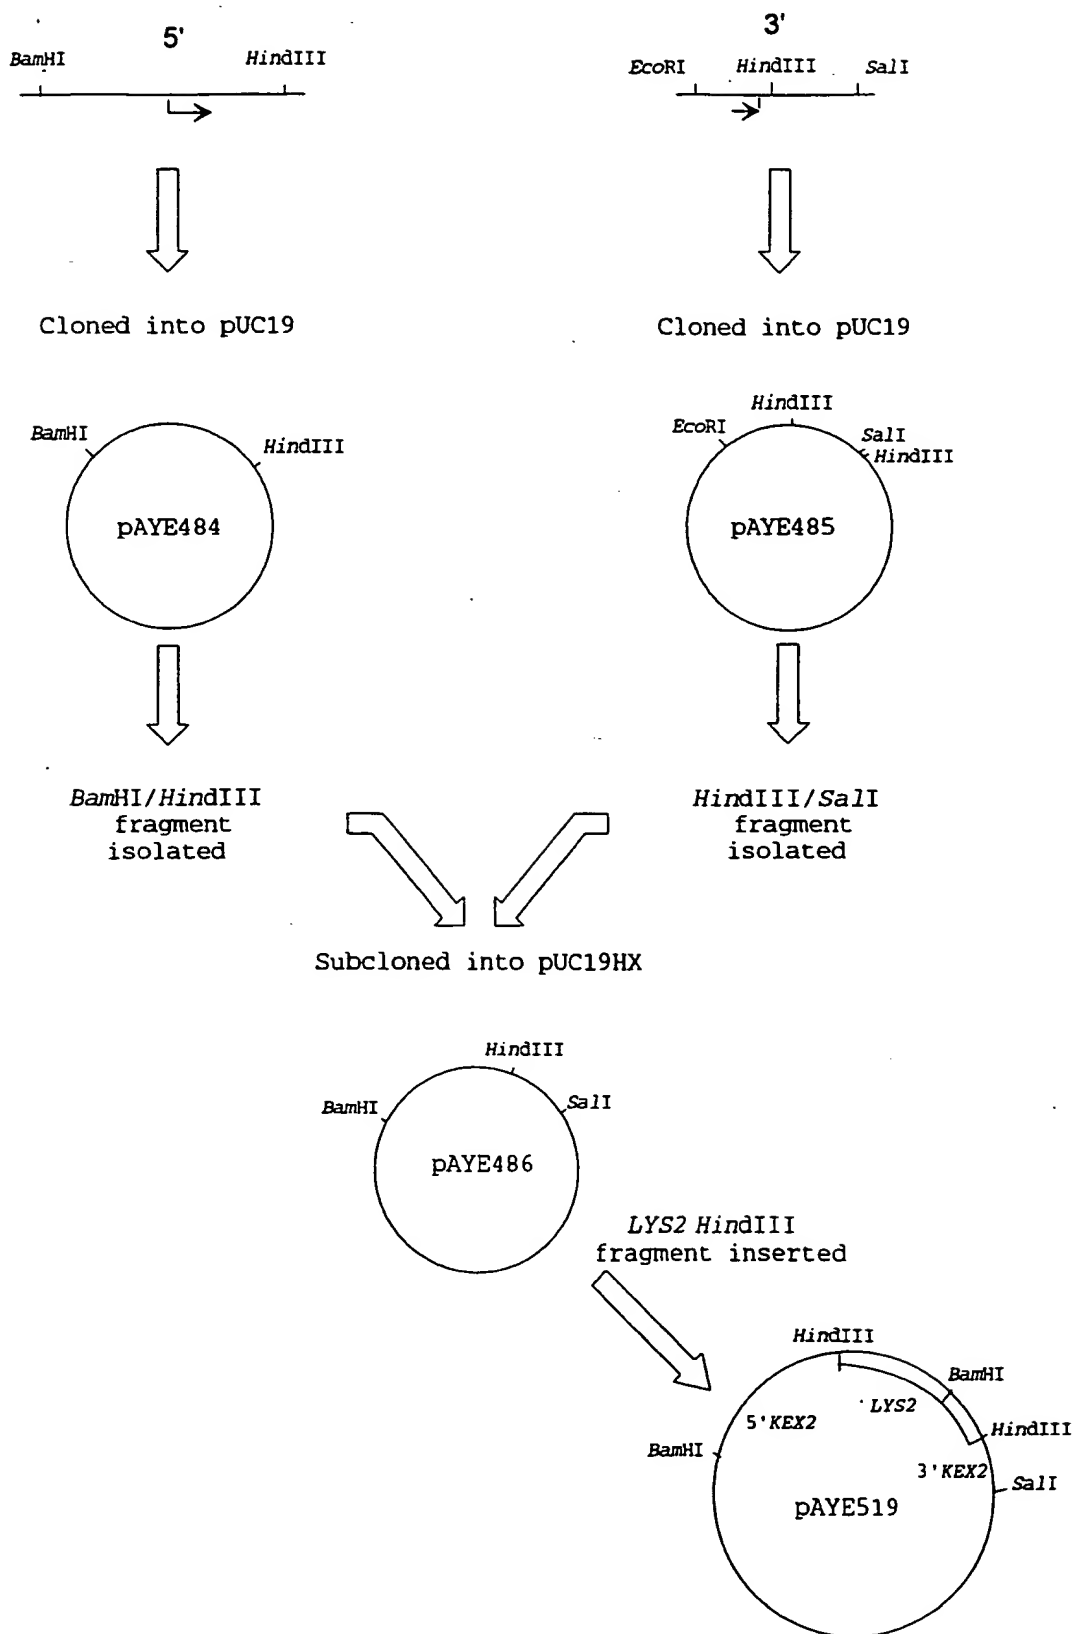 5'
BamHI HindIII
3'
EcoRI HindIII SalI
Cloned into pUC19
Cloned into pUC19
BamHI
HindIII
pAYE484
HindIII
EcoRI
SalI
HindIII
pAYE485
BamHI/HindIII
fragment
isolated
HindIII/SalI
fragment
isolated
Subcloned into pUC19HX
HindIII
BamHI
SalI
pAYE486
LYS2 HindIII
fragment inserted
HindIII
BamHI
LYS2
5'KEX2
HindIII
BamHI
3'KEX2
SalI
pAYE519